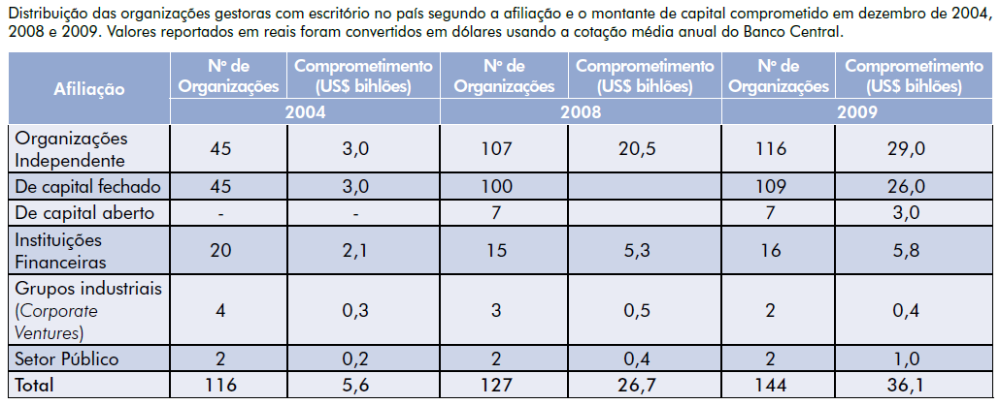 Distribuição das organizações gestoras com escritório no país segundo a afiliação e o montante de capital comprometido em dezembro de 2004,
2008 e 2009. Valores reportados em reais foram convertidos em dólares usando a cotação média anual do Banco Central.
Afiliação Nº de Organizações Comprometimento (US$ bihlões) Nº de Organizações Comprometimento (US$ bihlões) Nº de Organizações Comprometimento (US$ bihlões)
2004 2008 2009
Organizações Independente 45 3,0 107 20,5 116 29,0
De capital fechado 45 3,0 100 109 26,0
De capital aberto - - 7 7 3,0
Instituições Financeiras 20 2,1 15 5,3 16 5,8
Grupos industriais (Corporate Ventures) 4 0,3 3 0,5 2 0,4
Setor Público 2 0,2 2 0,4 2 1,0
Total 116 5,6 127 26,7 144 36,1